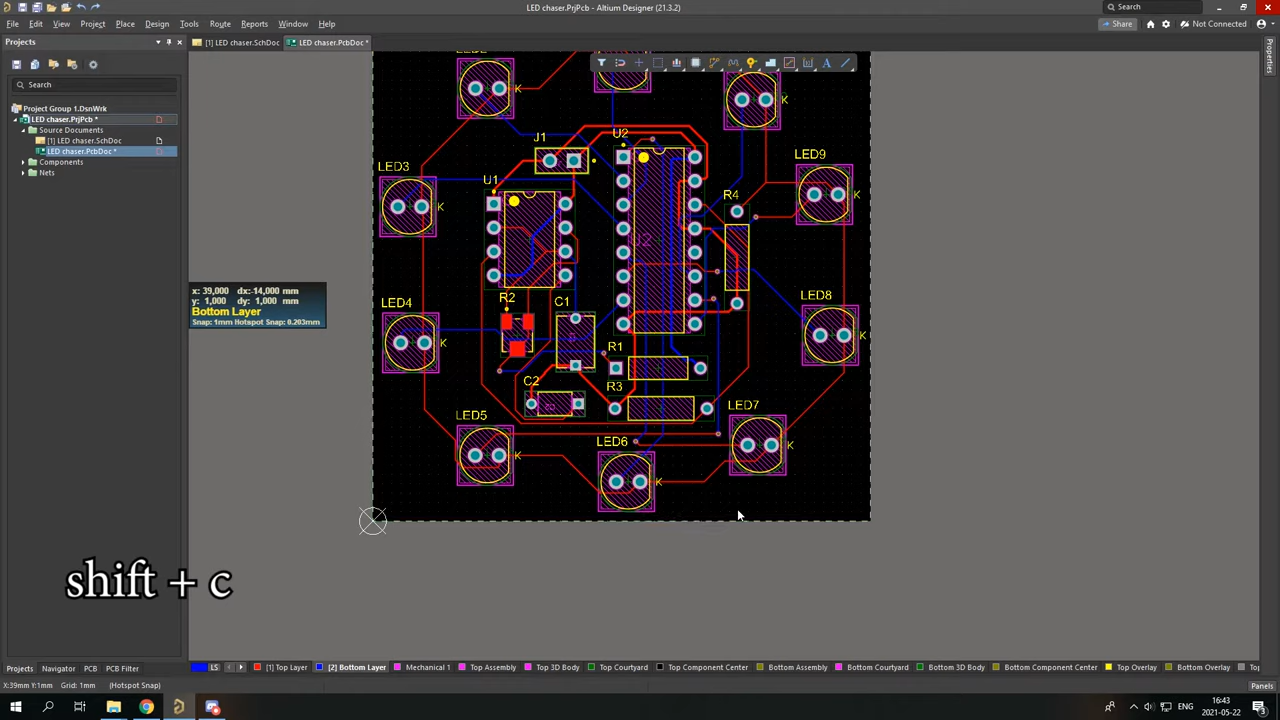 LED chaser.PrjPcb - Altium Designer (21.3.2)
Search
File Edit View Project Place Design Tools Route Reports Window Help
Share
Not Connected
Projects
[1] LED chaser.SchDoc
LED chaser.PcbDoc *
Properties
Search
Project Group 1.DsnWrk
LED chaser.PrjPcb *
Source Documents
[1] LED chaser.SchDoc
LED chaser.PcbDoc *
Components
Nets
LED2
K
K
J1
U2
LED3
K
U1
LED9
K
R4
U2
x: 39,000 dx:-14,000 mm
y: 1,000 dy: 1,000 mm
Bottom Layer
Snap: 1mm Hotspot Snap: 0.203mm
LED4
K
R2
C1
LED8
K
R1
C2
R3
LED5
K
LED6
K
LED7
K
shift + c
Projects Navigator PCB PCB Filter
LS
[1] Top Layer
[2] Bottom Layer
Mechanical 1
Top Assembly
Top 3D Body
Top Courtyard
Top Component Center
Bottom Assembly
Bottom Courtyard
Bottom 3D Body
Bottom Component Center
Top Overlay
Bottom Overlay
X:39mm Y:1mm Grid: 1mm (Hotspot Snap)
Panels
ENG
16:43
2021-05-22